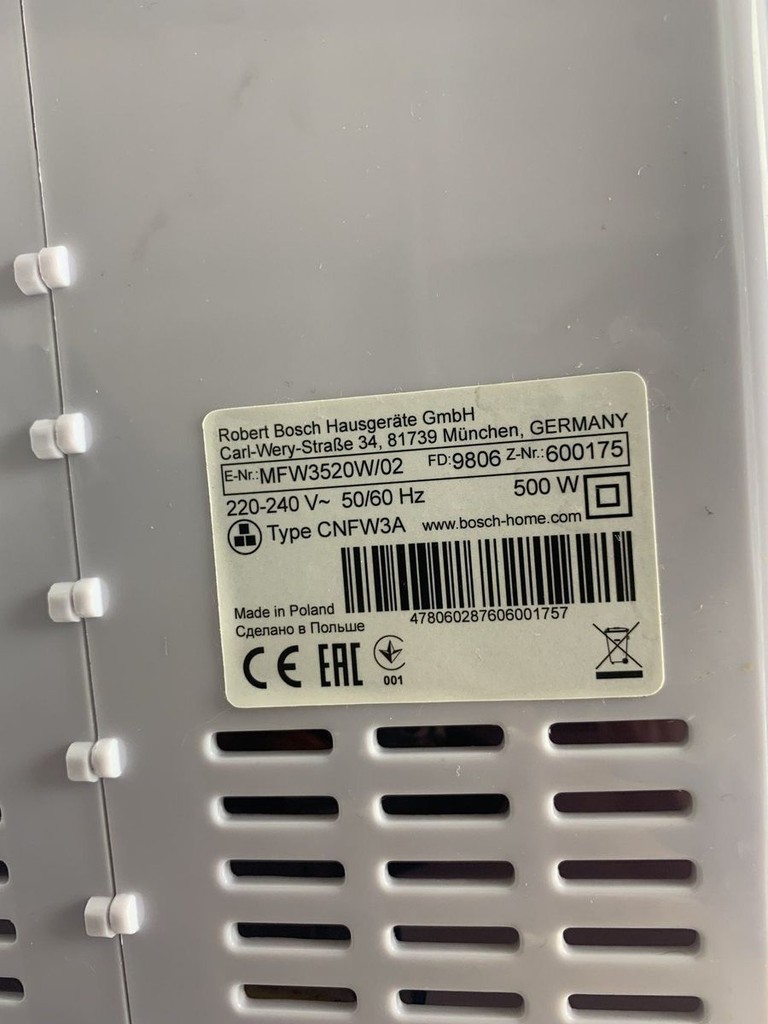 Robert Bosch Hausgeräte GmbH
Carl-Wery-Straße 34, 81739 München, GERMANY
E-Nr.:MFW3520W/02 FD:9806 Z-Nr.:600175
220-240 V~ 50/60 Hz 500 W
Type CNFW3A www.bosch-home.com
478060287606001757
Made in Poland
Сделано в Польше
CE EAC
001